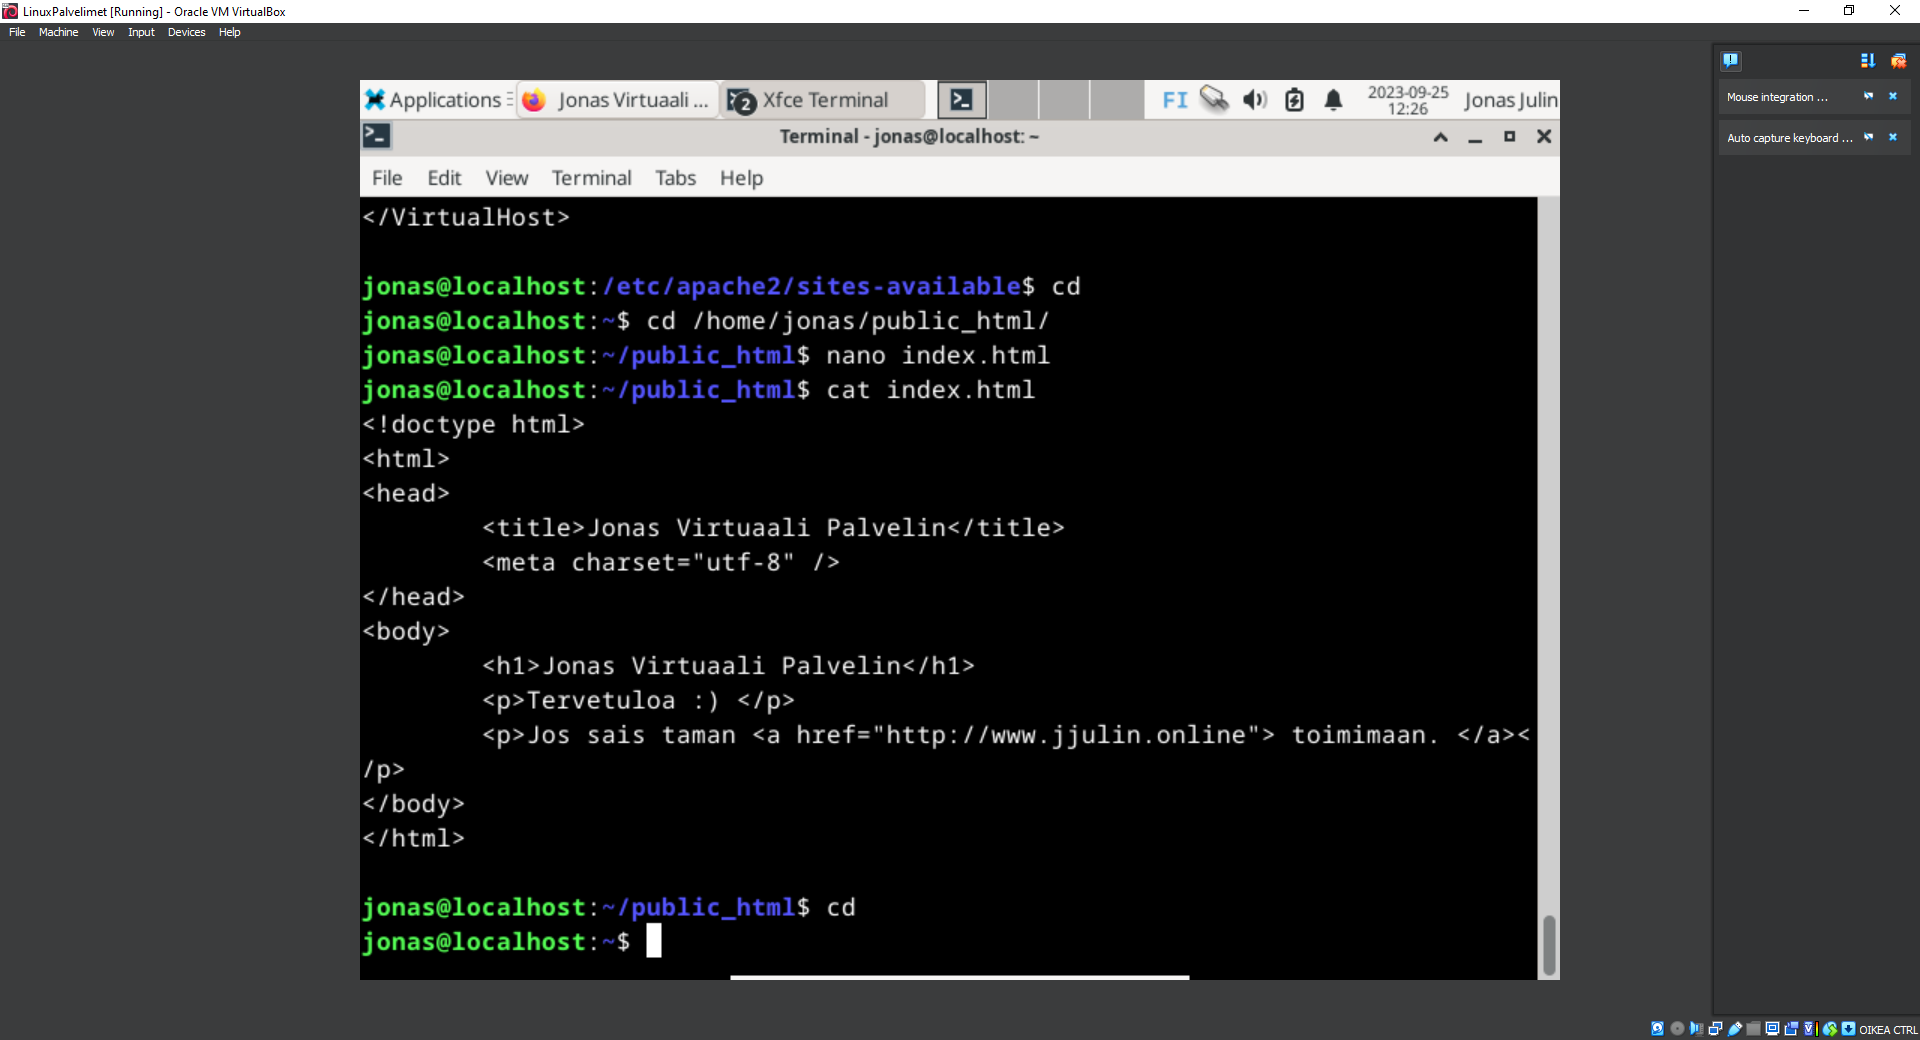 LinuxPalvelimet [Running] - Oracle VM VirtualBox
File Machine View Input Devices Help
Applications Jonas Virtuaali ... 2 Xfce Terminal FI 2023-09-25 12:26 Jonas Julin
Terminal - jonas@localhost: ~
File Edit View Terminal Tabs Help
</VirtualHost>
jonas@localhost:/etc/apache2/sites-available$ cd
jonas@localhost:~$ cd /home/jonas/public_html/
jonas@localhost:~/public_html$ nano index.html
jonas@localhost:~/public_html$ cat index.html
<!doctype html>
<html>
<head>
<title>Jonas Virtuaali Palvelin</title>
<meta charset="utf-8" />
</head>
<body>
<h1>Jonas Virtuaali Palvelin</h1>
<p>Tervetuloa :) </p>
<p>Jos sais taman <a href="http://www.jjulin.online"> toimimaan. </a><
/p>
</body>
</html>
jonas@localhost:~/public_html$ cd
jonas@localhost:~$
Mouse integration ...
Auto capture keyboard ...
OIKEA CTRL